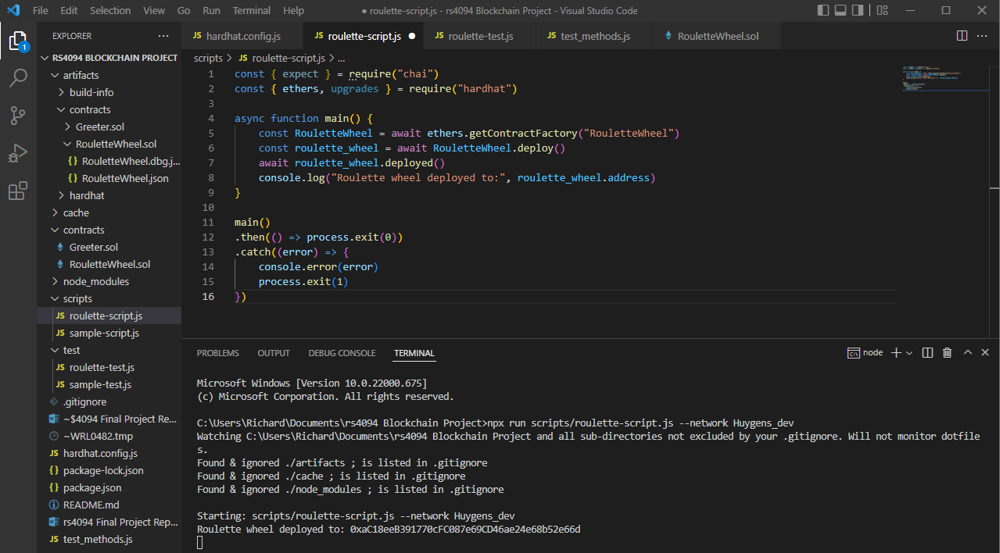 File Edit Selection View Go Run Terminal Help
● roulette-script.js - rs4094 Blockchain Project - Visual Studio Code
EXPLORER
RS4094 BLOCKCHAIN PROJECT
artifacts
build-info
contracts
Greeter.sol
RouletteWheel.sol
{} RouletteWheel.dbg.j...
{} RouletteWheel.json
hardhat
cache
contracts
Greeter.sol
RouletteWheel.sol
node_modules
scripts
JS roulette-script.js
JS sample-script.js
test
JS roulette-test.js
JS sample-test.js
.gitignore
~$4094 Final Project Re...
~WRL0482.tmp
JS hardhat.config.js
{} package-lock.json
{} package.json
README.md
rs4094 Final Project Rep...
JS test_methods.js
1
JS hardhat.config.js JS roulette-script.js JS roulette-test.js JS test_methods.js RouletteWheel.sol
scripts > JS roulette-script.js > ...
1 const { expect } = require("chai")
2 const { ethers, upgrades } = require("hardhat")
3
4 async function main() {
5 const RouletteWheel = await ethers.getContractFactory("RouletteWheel")
6 const roulette_wheel = await RouletteWheel.deploy()
7 await roulette_wheel.deployed()
8 console.log("Roulette wheel deployed to:", roulette_wheel.address)
9 }
10
11 main()
12 .then(() => process.exit(0))
13 .catch((error) => {
14 console.error(error)
15 process.exit(1)
16 })
PROBLEMS OUTPUT DEBUG CONSOLE TERMINAL
node
Microsoft Windows [Version 10.0.22000.675]
(c) Microsoft Corporation. All rights reserved.
C:\Users\Richard\Documents\rs4094 Blockchain Project>npx run scripts/roulette-script.js --network Huygens_dev
Watching C:\Users\Richard\Documents\rs4094 Blockchain Project and all sub-directories not excluded by your .gitignore. Will not monitor dotfile
s.
Found & ignored ./artifacts ; is listed in .gitignore
Found & ignored ./cache ; is listed in .gitignore
Found & ignored ./node_modules ; is listed in .gitignore
Starting: scripts/roulette-script.js --network Huygens_dev
Roulette wheel deployed to: 0xaC18eeB391770cFC087e69CD46ae24e68b52e66d